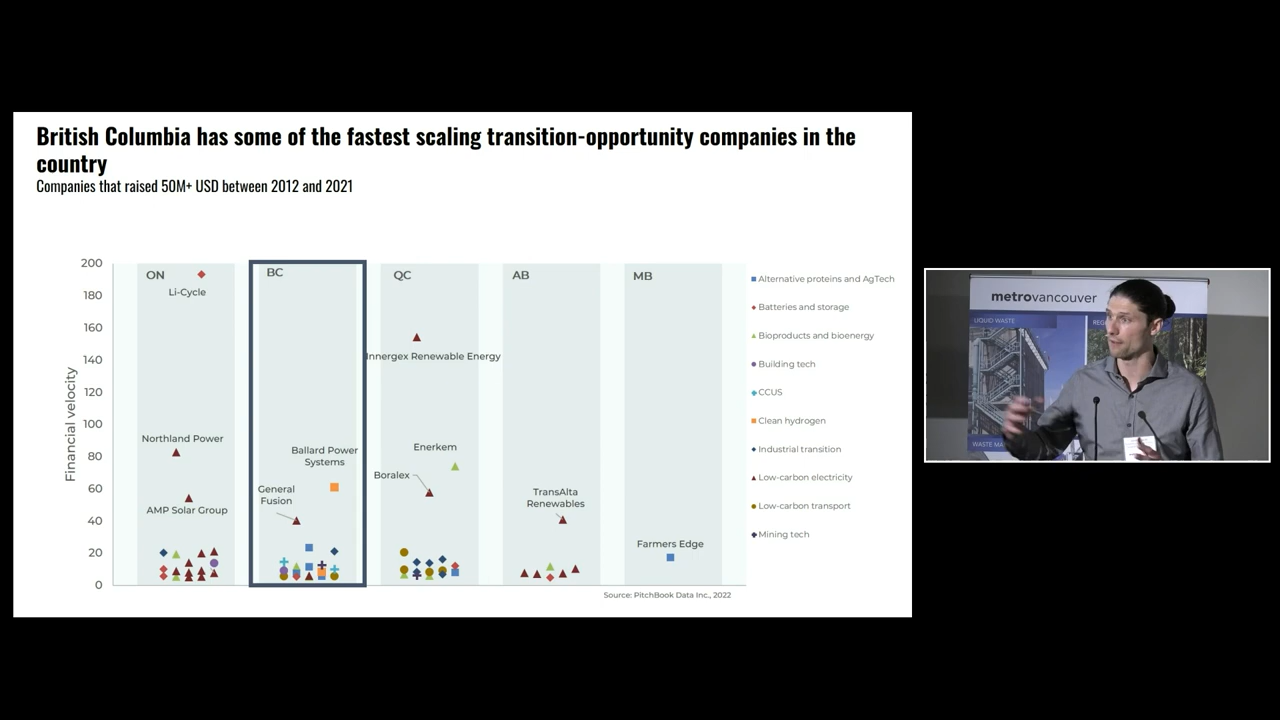 British Columbia has some of the fastest scaling transition-opportunity companies in the
country
Companies that raised 50M+ USD between 2012 and 2021
Financial velocity
200
180
160
140
120
100
80
60
40
20
0
ON
Li-Cycle
Northland Power
AMP Solar Group
BC
Ballard Power
Systems
General
Fusion
QC
Innergex Renewable Energy
Enerkem
Boralex
AB
TransAlta
Renewables
MB
Farmers Edge
Alternative proteins and AgTech
Batteries and storage
Bioproducts and bioenergy
Building tech
CCUS
Clean hydrogen
Industrial transition
Low-carbon electricity
Low-carbon transport
Mining tech
Source: PitchBook Data Inc., 2022
metrovancouver
LIQUID WASTE
WASTE